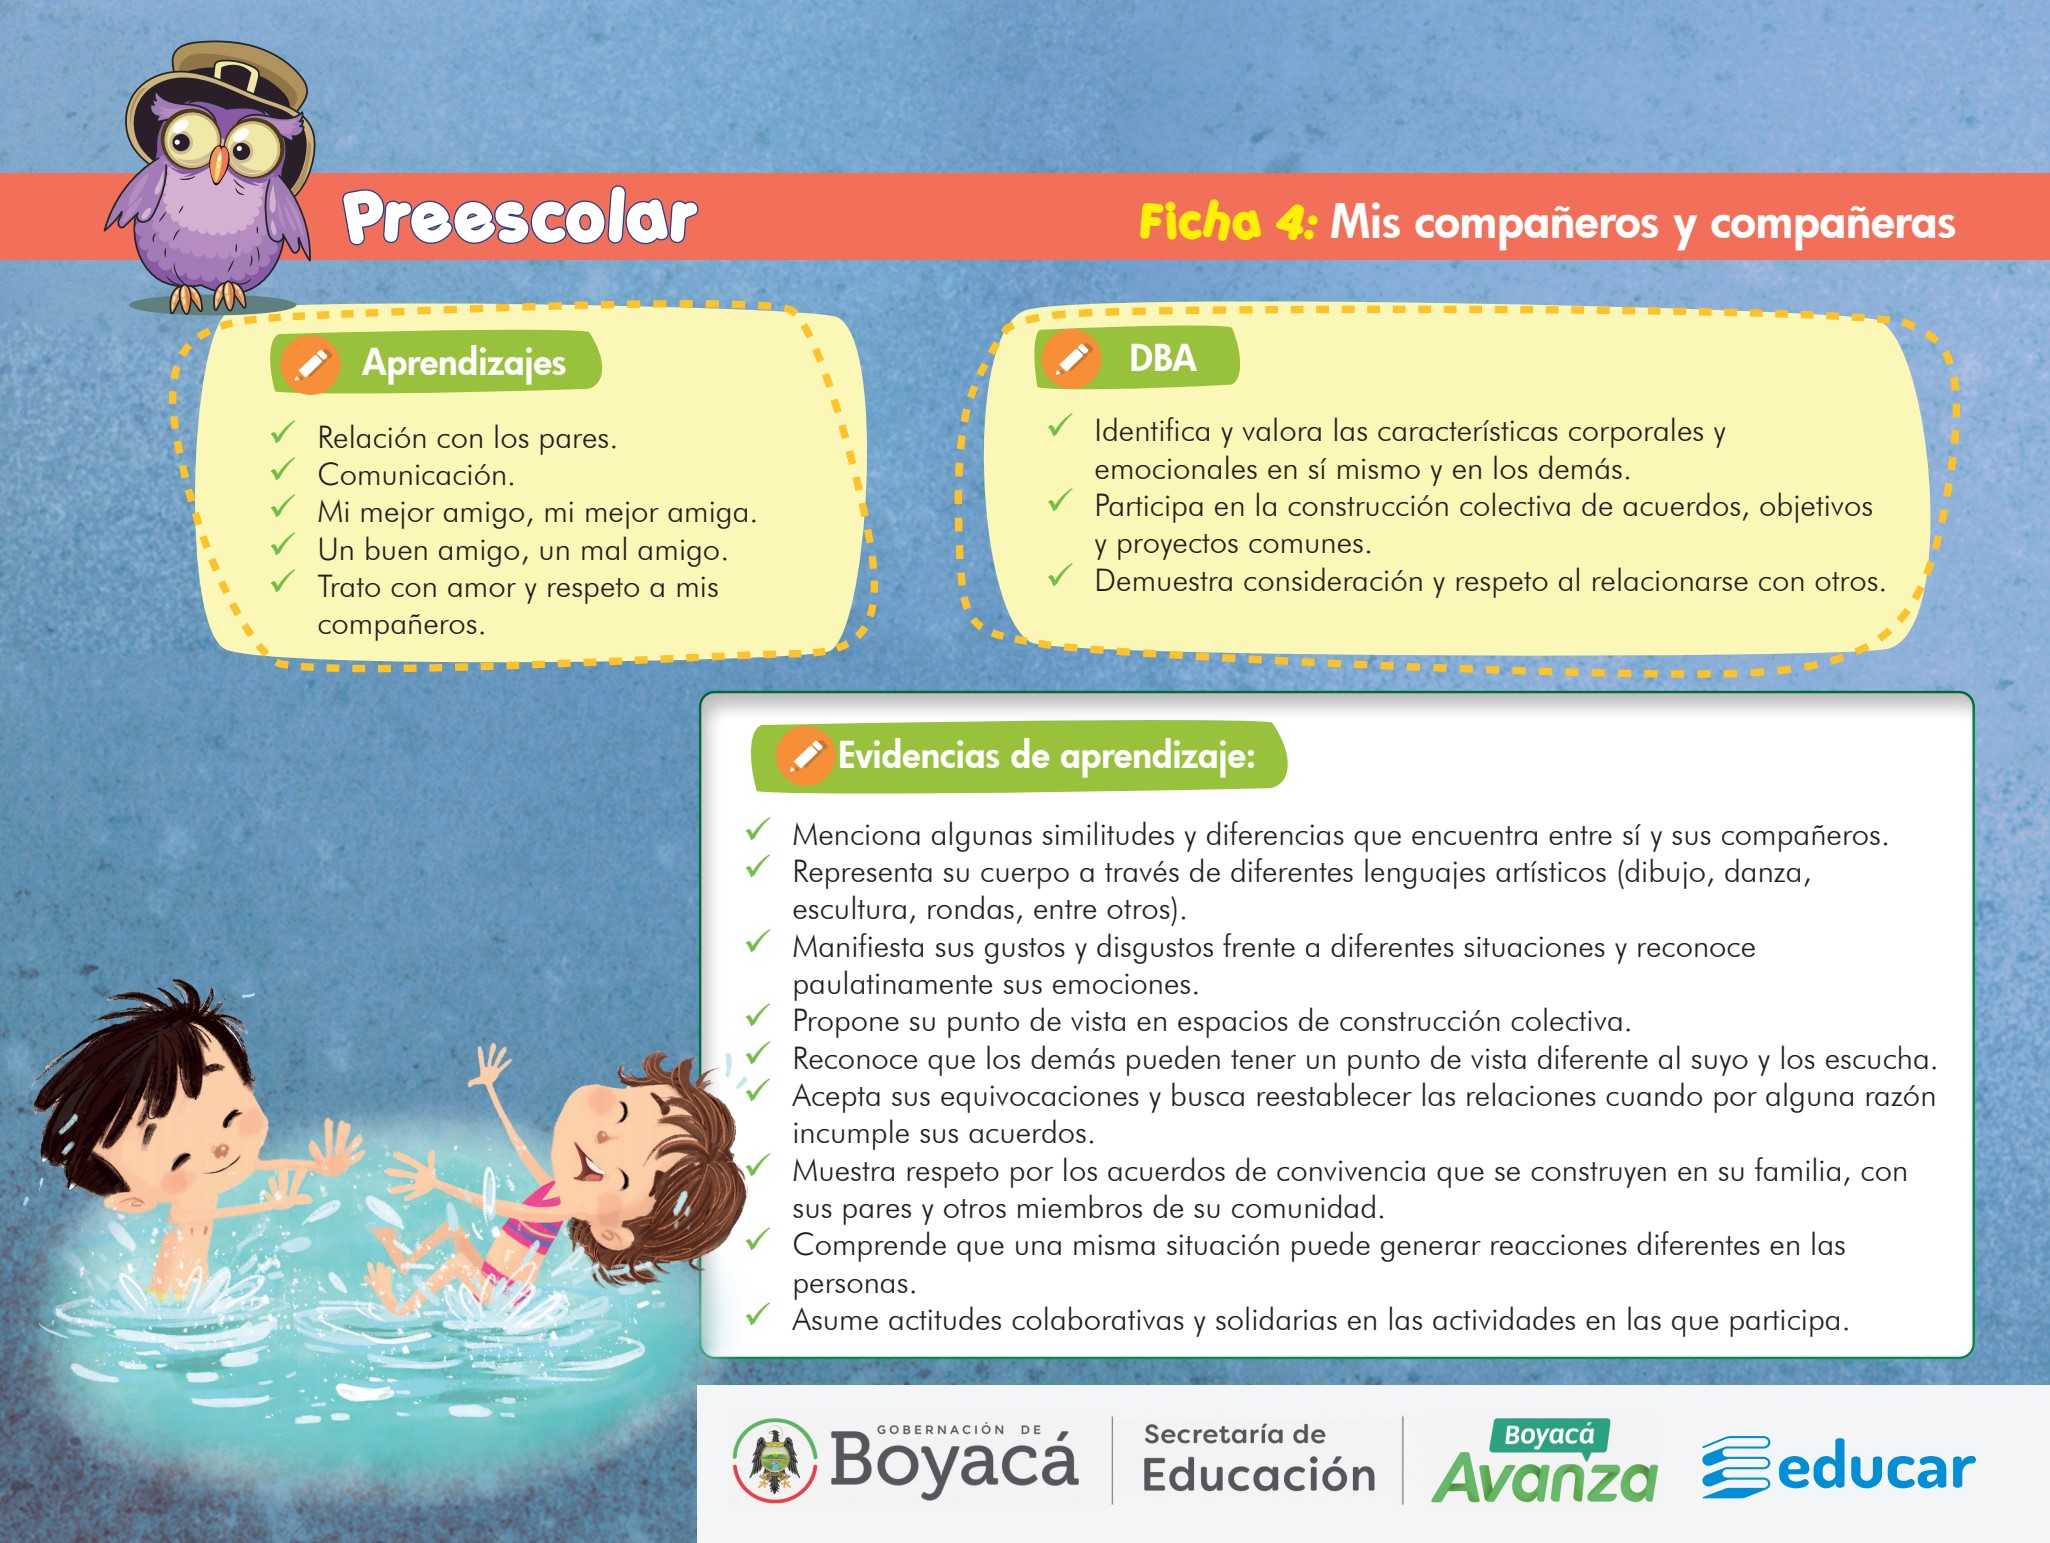 Preescolar
Ficha 4: Mis compañeros y compañeras
Aprendizajes
Relación con los pares.
Comunicación.
Mi mejor amigo, mi mejor amiga.
Un buen amigo, un mal amigo.
Trato con amor y respeto a mis
compañeros.
DBA
Identifica y valora las características corporales y
emocionales en sí mismo y en los demás.
Participa en la construcción colectiva de acuerdos, objetivos
y proyectos comunes.
Demuestra consideración y respeto al relacionarse con otros.
Evidencias de aprendizaje:
Menciona algunas similitudes y diferencias que encuentra entre sí y sus compañeros.
Representa su cuerpo a través de diferentes lenguajes artísticos (dibujo, danza,
escultura, rondas, entre otros).
Manifiesta sus gustos y disgustos frente a diferentes situaciones y reconoce
paulatinamente sus emociones.
Propone su punto de vista en espacios de construcción colectiva.
Reconoce que los demás pueden tener un punto de vista diferente al suyo y los escucha.
Acepta sus equivocaciones y busca reestablecer las relaciones cuando por alguna razón
incumple sus acuerdos.
Muestra respeto por los acuerdos de convivencia que se construyen en su familia, con
sus pares y otros miembros de su comunidad.
Comprende que una misma situación puede generar reacciones diferentes en las
personas.
Asume actitudes colaborativas y solidarias en las actividades en las que participa.
GOBERNACIÓN DE
Boyacá
Secretaría de
Educación
Boyacá
Avanza
educar